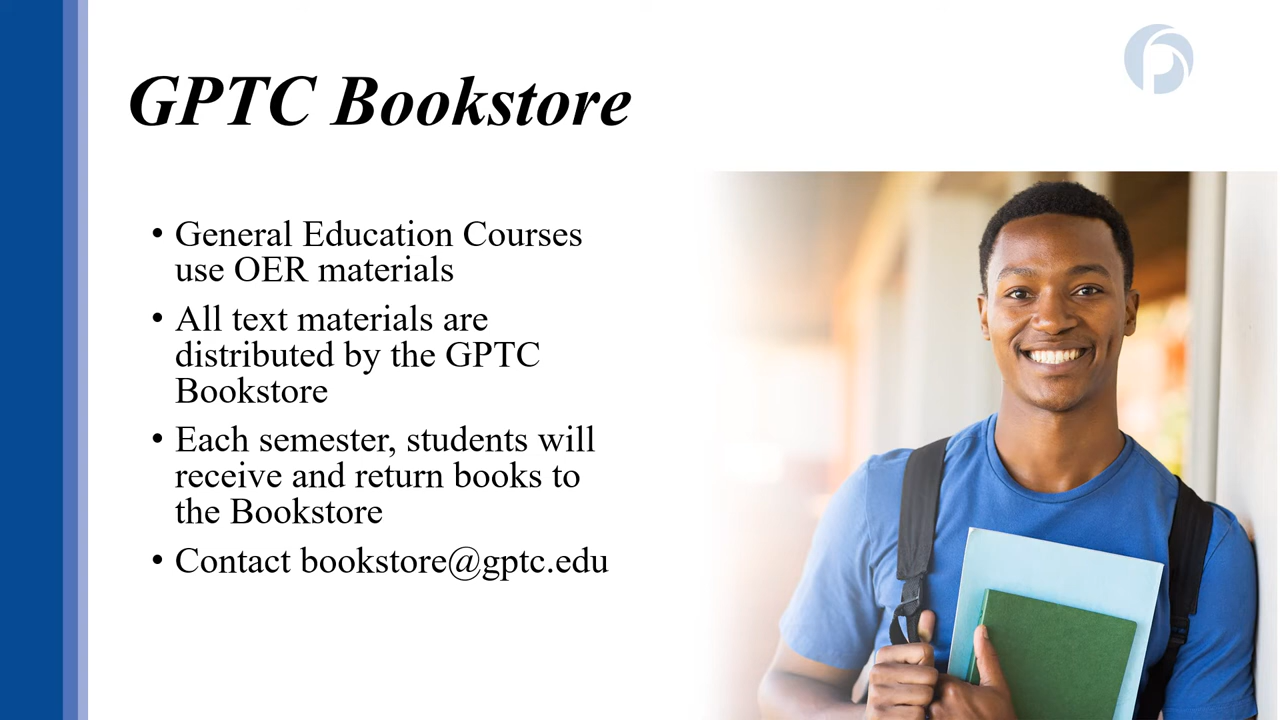 GPTC Bookstore
• General Education Courses
use OER materials
• All text materials are
distributed by the GPTC
Bookstore
• Each semester, students will
receive and return books to
the Bookstore
• Contact bookstore@gptc.edu